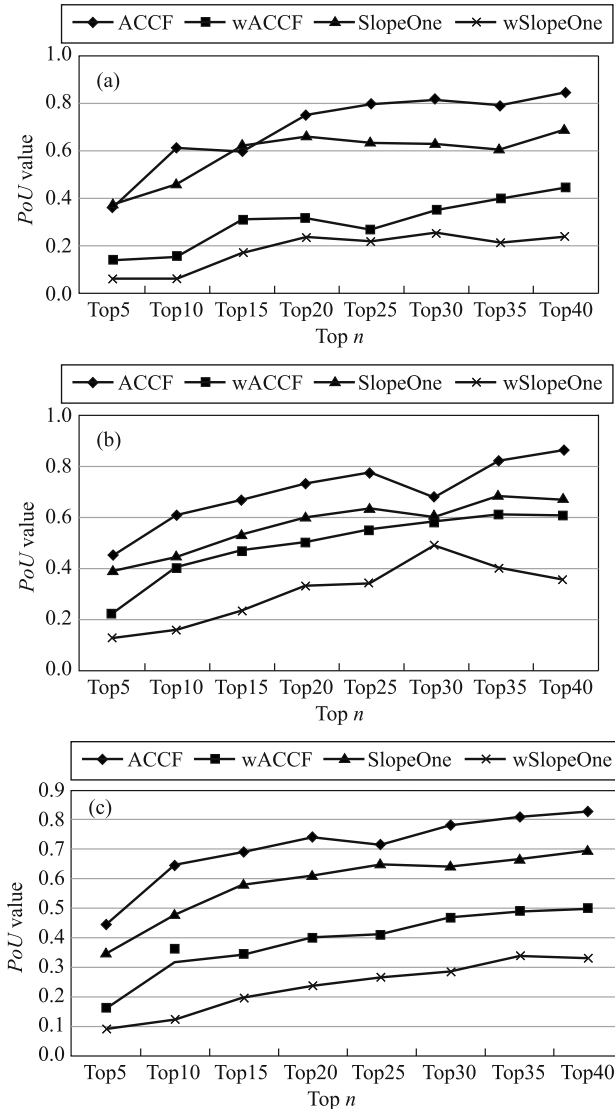 ACCF wACCF SlopeOne wSlopeOne
1.0
(a)
0.8
0.6
0.4
0.2
0.0
PoU value
Top5 Top10 Top15 Top20 Top25 Top30 Top35 Top40
Top n
ACCF wACCF SlopeOne wSlopeOne
1.0
(b)
0.8
0.6
0.4
0.2
0.0
PoU value
Top5 Top10 Top15 Top20 Top25 Top30 Top35 Top40
Top n
ACCF wACCF SlopeOne wSlopeOne
0.9
(c)
0.8
0.7
0.6
0.5
0.4
0.3
0.2
0.1
0.0
PoU value
Top5 Top10 Top15 Top20 Top25 Top30 Top35 Top40
Top n